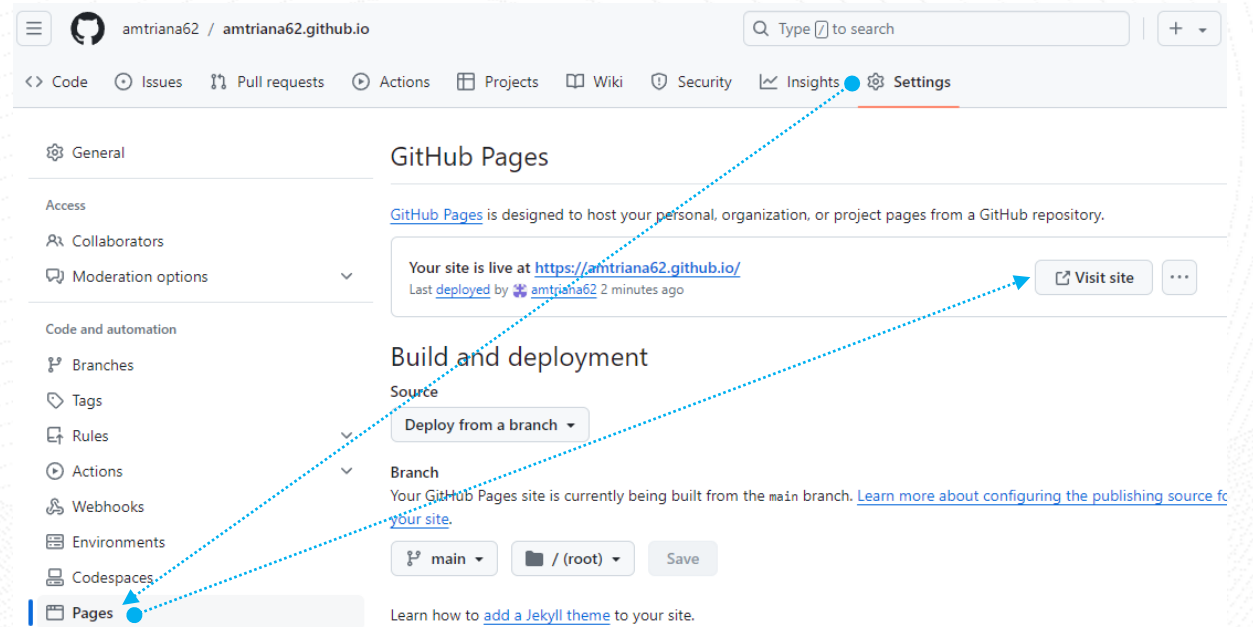 amtriana62 / amtriana62.github.io
Type / to search
Code Issues Pull requests Actions Projects Wiki Security Insights Settings
General
Access
Collaborators
Moderation options
Code and automation
Branches
Tags
Rules
Actions
Webhooks
Environments
Codespaces
Pages
GitHub Pages
GitHub Pages is designed to host your personal, organization, or project pages from a GitHub repository.
Your site is live at https://amtriana62.github.io/
Last deployed by amtriana62 2 minutes ago
Visit site
Build and deployment
Source
Deploy from a branch
Branch
Your GitHub Pages site is currently being built from the main branch. Learn more about configuring the publishing source fo
your site.
main / (root) Save
Learn how to add a Jekyll theme to your site.